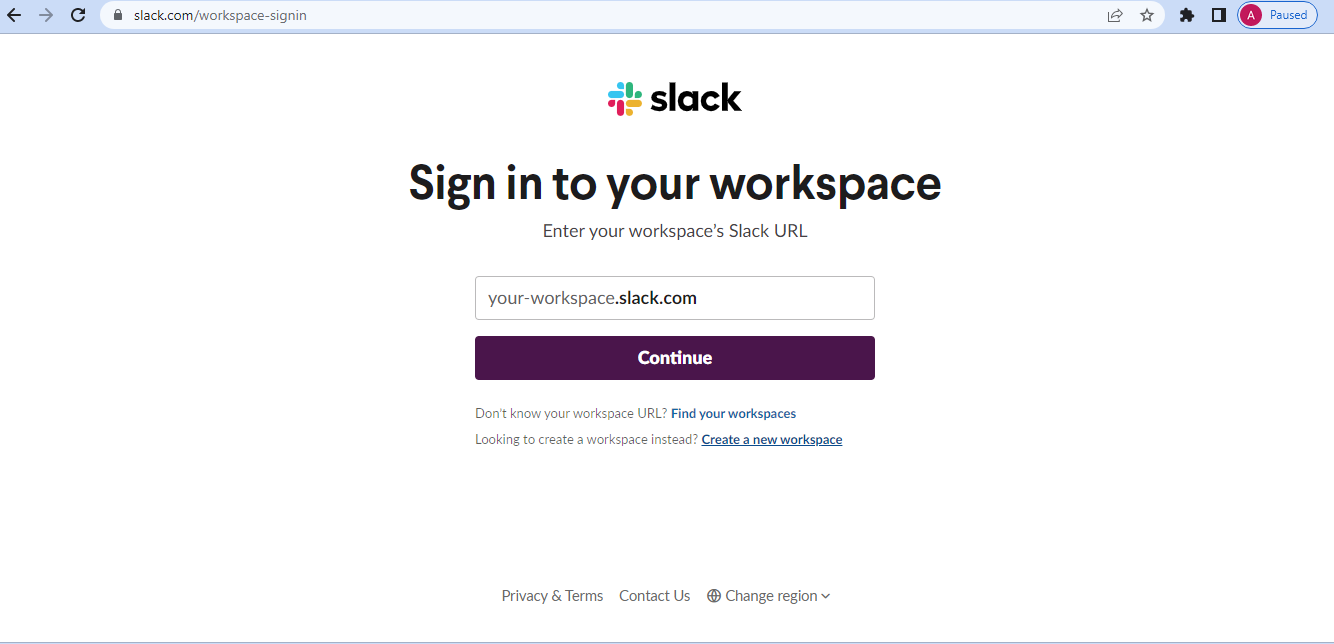 slack.com/workspace-signin
A Paused
slack
Sign in to your workspace
Enter your workspace's Slack URL
your-workspace.slack.com
Continue
Don't know your workspace URL? Find your workspaces
Looking to create a workspace instead? Create a new workspace
Privacy & Terms Contact Us Change region